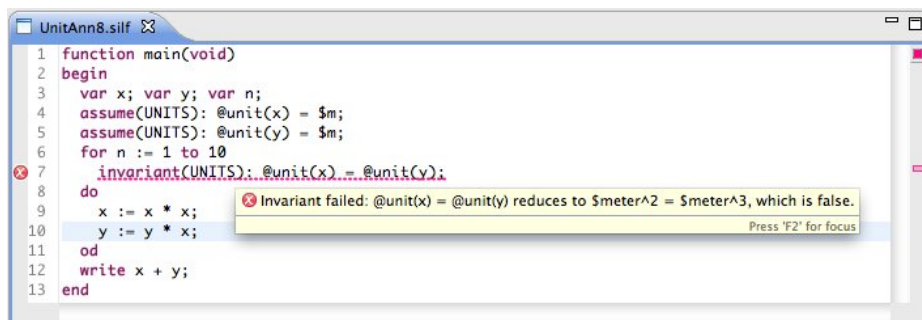 UnitAnn8.silf
1 function main(void)
2 begin
3 var x; var y; var n;
4 assume(UNITS): @unit(x) = $m;
5 assume(UNITS): @unit(y) = $m;
6 for n := 1 to 10
7 invariant(UNITS): @unit(x) = @unit(y);
8 do
Invariant failed: @unit(x) = @unit(y) reduces to $meter^2 = $meter^3, which is false.
9 x := x * x;
10 y := y * x;
Press 'F2' for focus
11 od
12 write x + y;
13 end